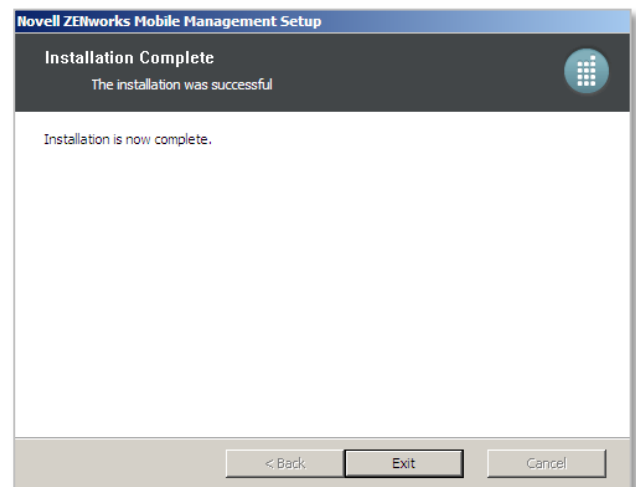 Novell ZENworks Mobile Management Setup
Installation Complete
The installation was successful
Installation is now complete.
< Back Exit Cancel